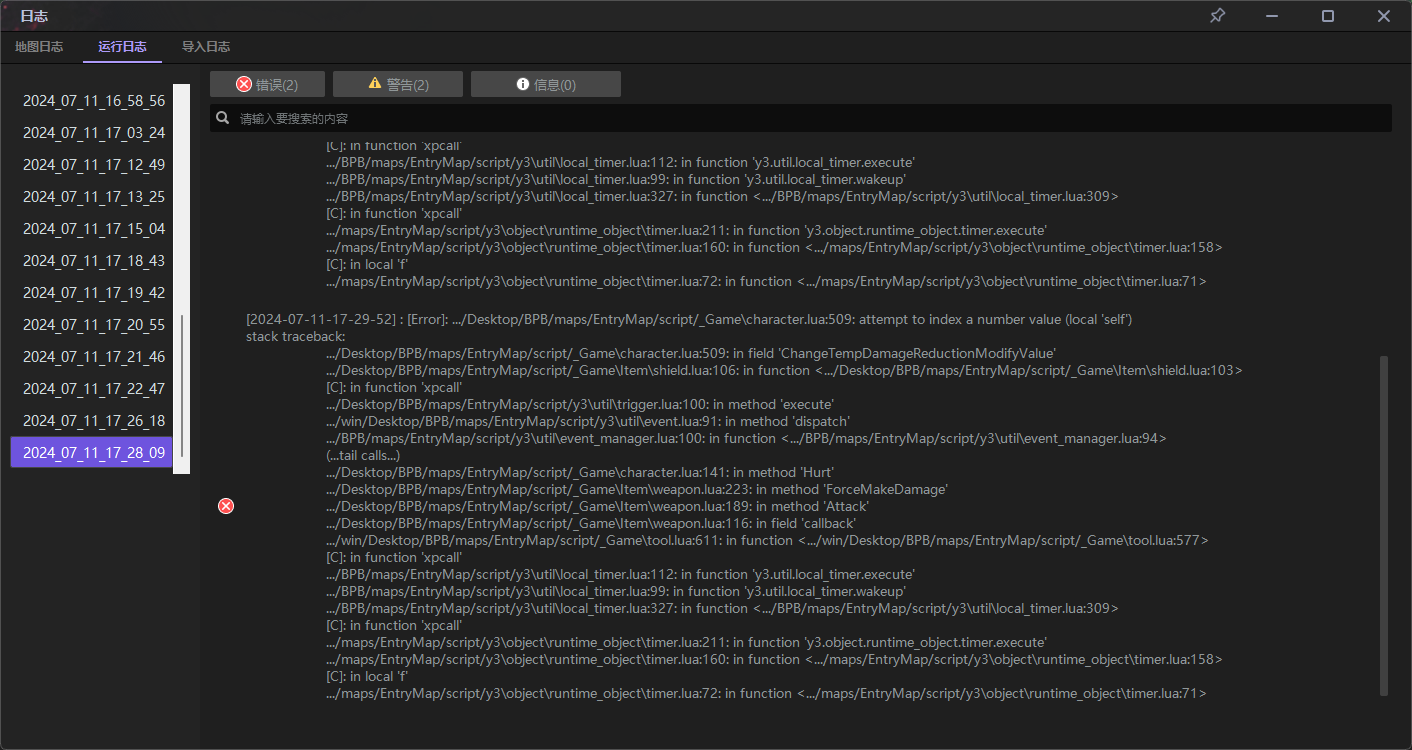 日志
地图日志 运行日志 导入日志
错误(2) 警告(2) 信息(0)
请输入要搜索的内容
2024_07_11_16_58_56
2024_07_11_17_03_24
2024_07_11_17_12_49
2024_07_11_17_13_25
2024_07_11_17_15_04
2024_07_11_17_18_43
2024_07_11_17_19_42
2024_07_11_17_20_55
2024_07_11_17_21_46
2024_07_11_17_22_47
2024_07_11_17_26_18
2024_07_11_17_28_09
[C]: in function 'xpcall'
.../BPB/maps/EntryMap/script/y3\util\local_timer.lua:112: in function 'y3.util.local_timer.execute'
.../BPB/maps/EntryMap/script/y3\util\local_timer.lua:99: in function 'y3.util.local_timer.wakeup'
.../BPB/maps/EntryMap/script/y3\util\local_timer.lua:327: in function <.../BPB/maps/EntryMap/script/y3\util\local_timer.lua:309>
[C]: in function 'xpcall'
.../maps/EntryMap/script/y3\object\runtime_object\timer.lua:211: in function 'y3.object.runtime_object.timer.execute'
.../maps/EntryMap/script/y3\object\runtime_object\timer.lua:160: in function <.../maps/EntryMap/script/y3\object\runtime_object\timer.lua:158>
[C]: in local 'f'
.../maps/EntryMap/script/y3\object\runtime_object\timer.lua:72: in function <.../maps/EntryMap/script/y3\object\runtime_object\timer.lua:71>
[2024-07-11-17-29-52] : [Error]: .../Desktop/BPB/maps/EntryMap/script/_Game\character.lua:509: attempt to index a number value (local 'self')
stack traceback:
.../Desktop/BPB/maps/EntryMap/script/_Game\character.lua:509: in field 'ChangeTempDamageReductionModifyValue'
.../Desktop/BPB/maps/EntryMap/script/_Game\Item\shield.lua:106: in function <.../Desktop/BPB/maps/EntryMap/script/_Game\Item\shield.lua:103>
[C]: in function 'xpcall'
.../Desktop/BPB/maps/EntryMap/script/y3\util\trigger.lua:100: in method 'execute'
.../win/Desktop/BPB/maps/EntryMap/script/y3\util\event.lua:91: in method 'dispatch'
.../BPB/maps/EntryMap/script/y3\util\event_manager.lua:100: in function <.../BPB/maps/EntryMap/script/y3\util\event_manager.lua:94>
(...tail calls...)
.../Desktop/BPB/maps/EntryMap/script/_Game\character.lua:141: in method 'Hurt'
.../Desktop/BPB/maps/EntryMap/script/_Game\Item\weapon.lua:223: in method 'ForceMakeDamage'
.../Desktop/BPB/maps/EntryMap/script/_Game\Item\weapon.lua:189: in method 'Attack'
.../Desktop/BPB/maps/EntryMap/script/_Game\Item\weapon.lua:116: in field 'callback'
.../win/Desktop/BPB/maps/EntryMap/script/_Game\tool.lua:611: in function <.../win/Desktop/BPB/maps/EntryMap/script/_Game\tool.lua:577>
[C]: in function 'xpcall'
.../BPB/maps/EntryMap/script/y3\util\local_timer.lua:112: in function 'y3.util.local_timer.execute'
.../BPB/maps/EntryMap/script/y3\util\local_timer.lua:99: in function 'y3.util.local_timer.wakeup'
.../BPB/maps/EntryMap/script/y3\util\local_timer.lua:327: in function <.../BPB/maps/EntryMap/script/y3\util\local_timer.lua:309>
[C]: in function 'xpcall'
.../maps/EntryMap/script/y3\object\runtime_object\timer.lua:211: in function 'y3.object.runtime_object.timer.execute'
.../maps/EntryMap/script/y3\object\runtime_object\timer.lua:160: in function <.../maps/EntryMap/script/y3\object\runtime_object\timer.lua:158>
[C]: in local 'f'
.../maps/EntryMap/script/y3\object\runtime_object\timer.lua:72: in function <.../maps/EntryMap/script/y3\object\runtime_object\timer.lua:71>